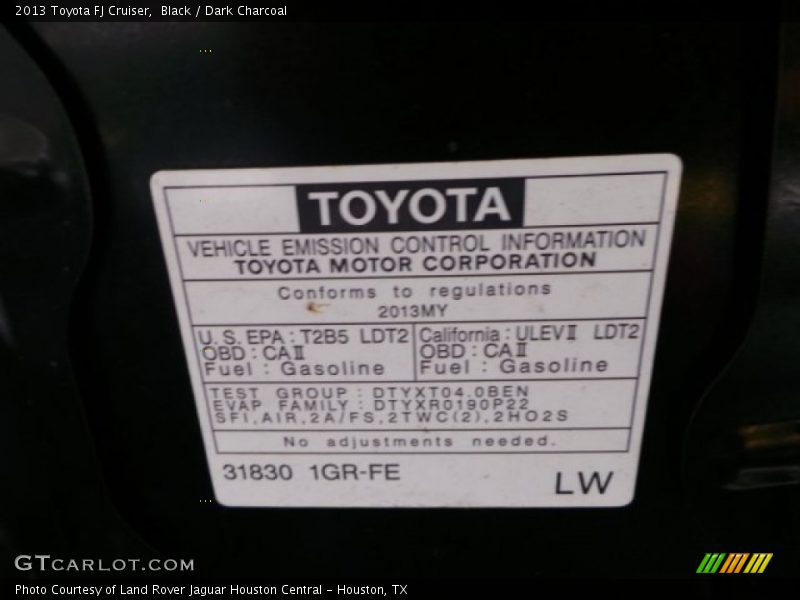 2013 Toyota FJ Cruiser,  Black / Dark Charcoal
TOYOTA
VEHICLE EMISSION CONTROL INFORMATION
TOYOTA MOTOR CORPORATION
Conforms to regulations
2013MY
U.S. EPA : T2B5 LDT2
OBD : CAⅡ
Fuel : Gasoline
California : ULEVⅡ LDT2
OBD : CAⅡ
Fuel : Gasoline
TEST GROUP : DTYXT04.0BEN
EVAP FAMILY : DTYXR0190P22
SFI, AIR, 2A/FS, 2TWC(2), 2HO2S
No adjustments needed.
31830 1GR-FE
LW
GTCARLOT.COM
Photo Courtesy of Land Rover Jaguar Houston Central - Houston, TX